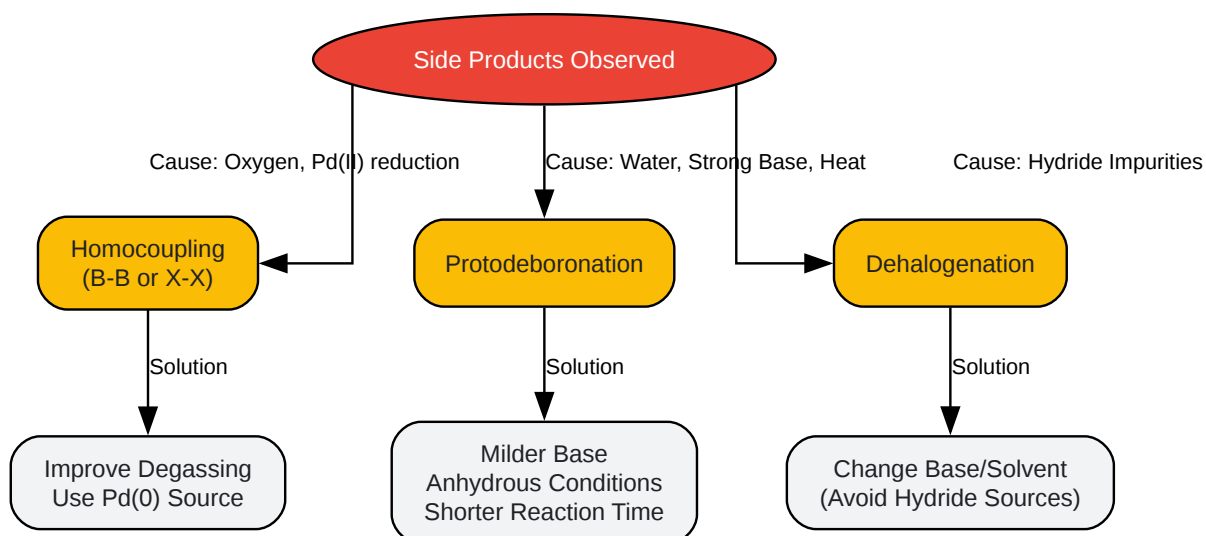 Side Products Observed
Cause: Oxygen, Pd(II) reduction
Cause: Water, Strong Base, Heat
Cause: Hydride Impurities
Homocoupling
(B-B or X-X)
Protodeboronation
Dehalogenation
Solution
Solution
Solution
Improve Degassing
Use Pd(0) Source
Milder Base
Anhydrous Conditions
Shorter Reaction Time
Change Base/Solvent
(Avoid Hydride Sources)